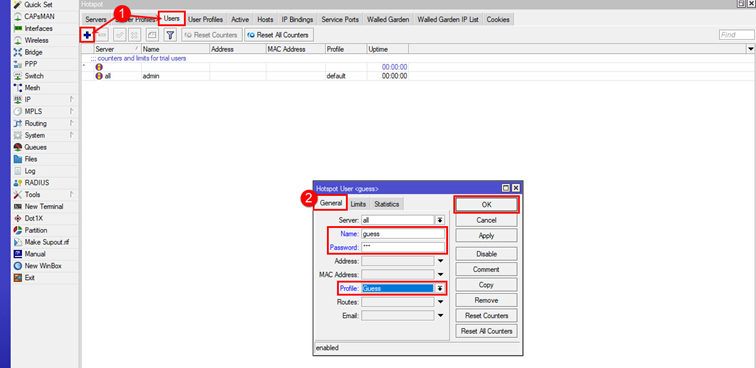 Quick Set
CAPsMAN
Interfaces
Wireless
Bridge
PPP
Switch
Mesh
IP
MPLS
Routing
System
Queues
Files
Log
RADIUS
Tools
New Terminal
Dot1X
Partition
Make Supout.rif
Manual
New WinBox
Exit
Hotspot
1
Servers Server Profiles Users User Profiles Active Hosts IP Bindings Service Ports Walled Garden Walled Garden IP List Cookies
Reset Counters Reset All Counters Find
Server Name Address MAC Address Profile Uptime
;;; counters and limits for trial users
00:00:00
all admin default 00:00:00
Hotspot User <guess>
2
General Limits Statistics
Server: all
Name: guess
Password: ***
Address:
MAC Address:
Profile: Guess
Routes:
Email:
OK
Cancel
Apply
Disable
Comment
Copy
Remove
Reset Counters
Reset All Counters
enabled